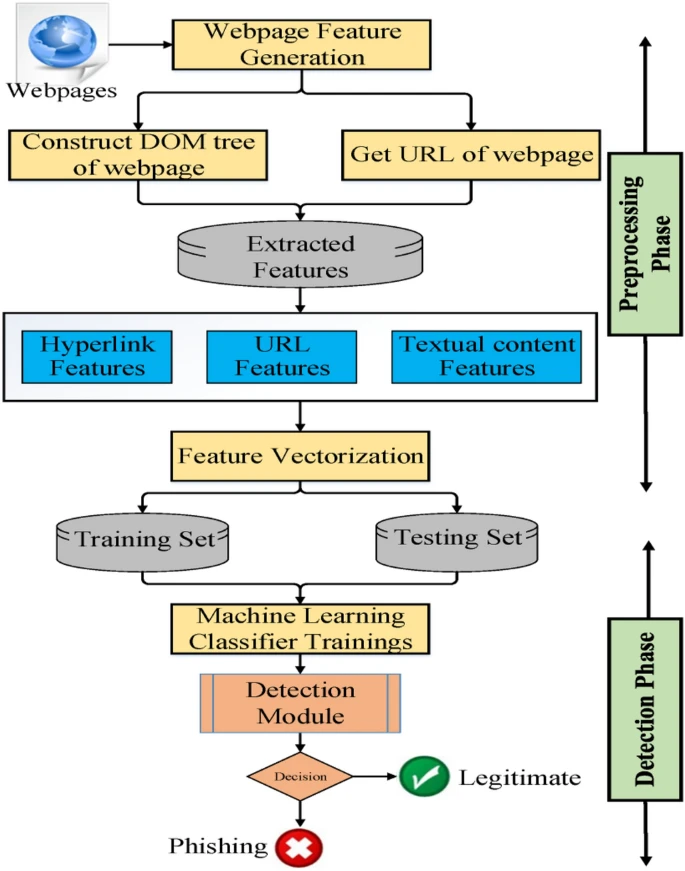 Webpage Feature
Generation
Webpages
Construct DOM tree
of webpage
Get URL of webpage
Extracted
Features
Hyperlink
Features
URL
Features
Textual content
Features
Feature Vectorization
Training Set
Testing Set
Machine Learning
Classifier Trainings
Detection
Module
Decision
Legitimate
Phishing
Preprocessing
Phase
Detection Phase